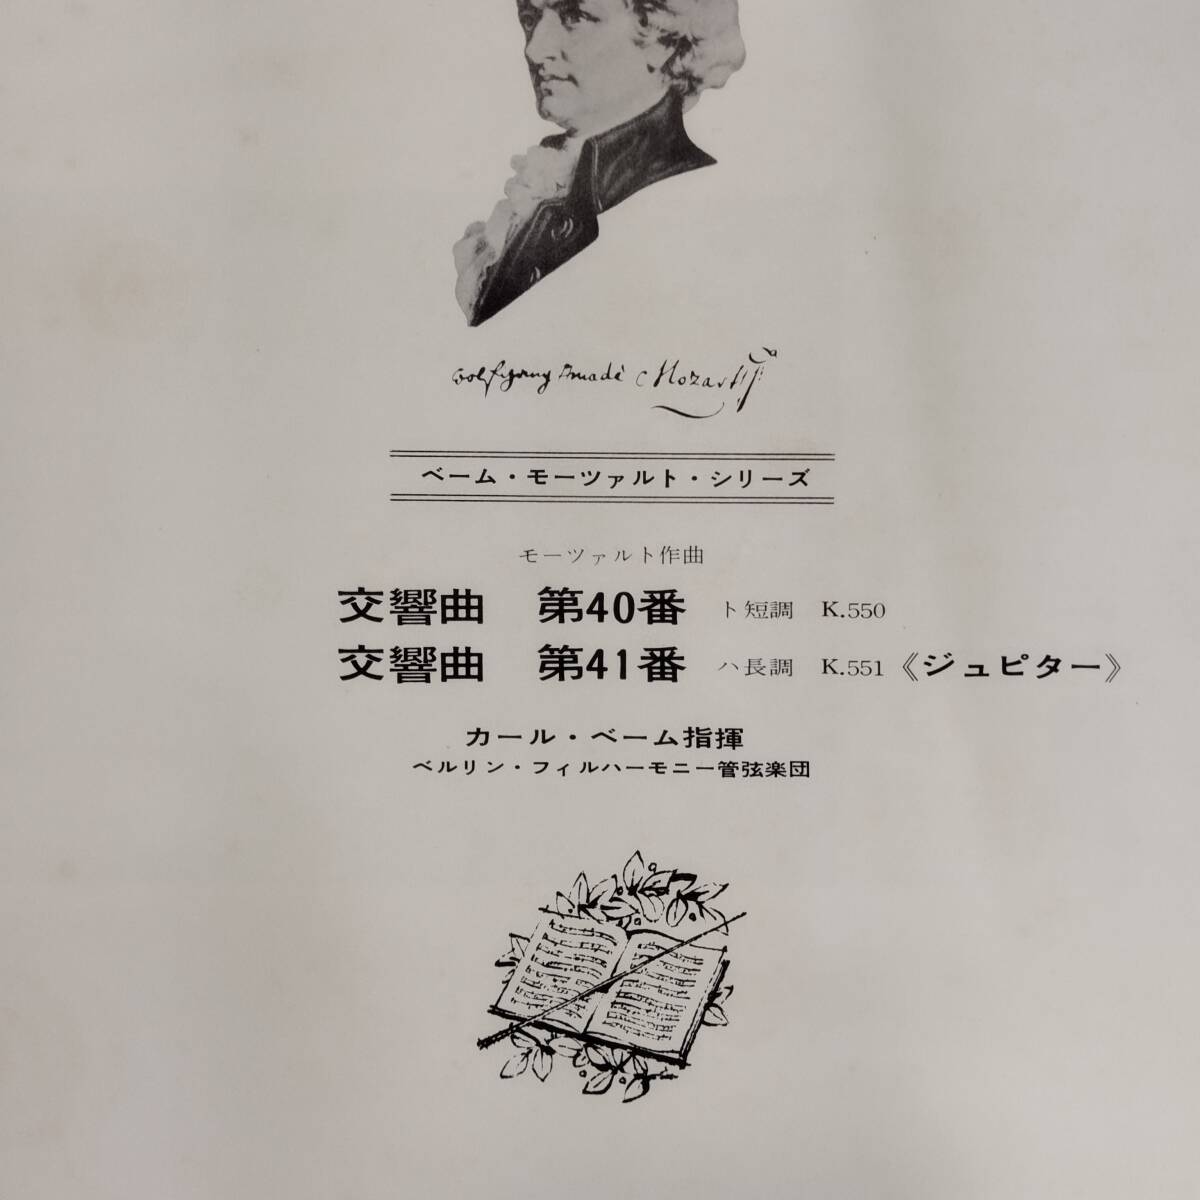 Wolfgang Amadè Mozart
ベーム・モーツァルト・シリーズ
モーツァルト作曲
交響曲 第40番 ト短調 K.550
交響曲 第41番 ハ長調 K.551《ジュピター》
カール・ベーム指揮
ベルリン・フィルハーモニー管弦楽団